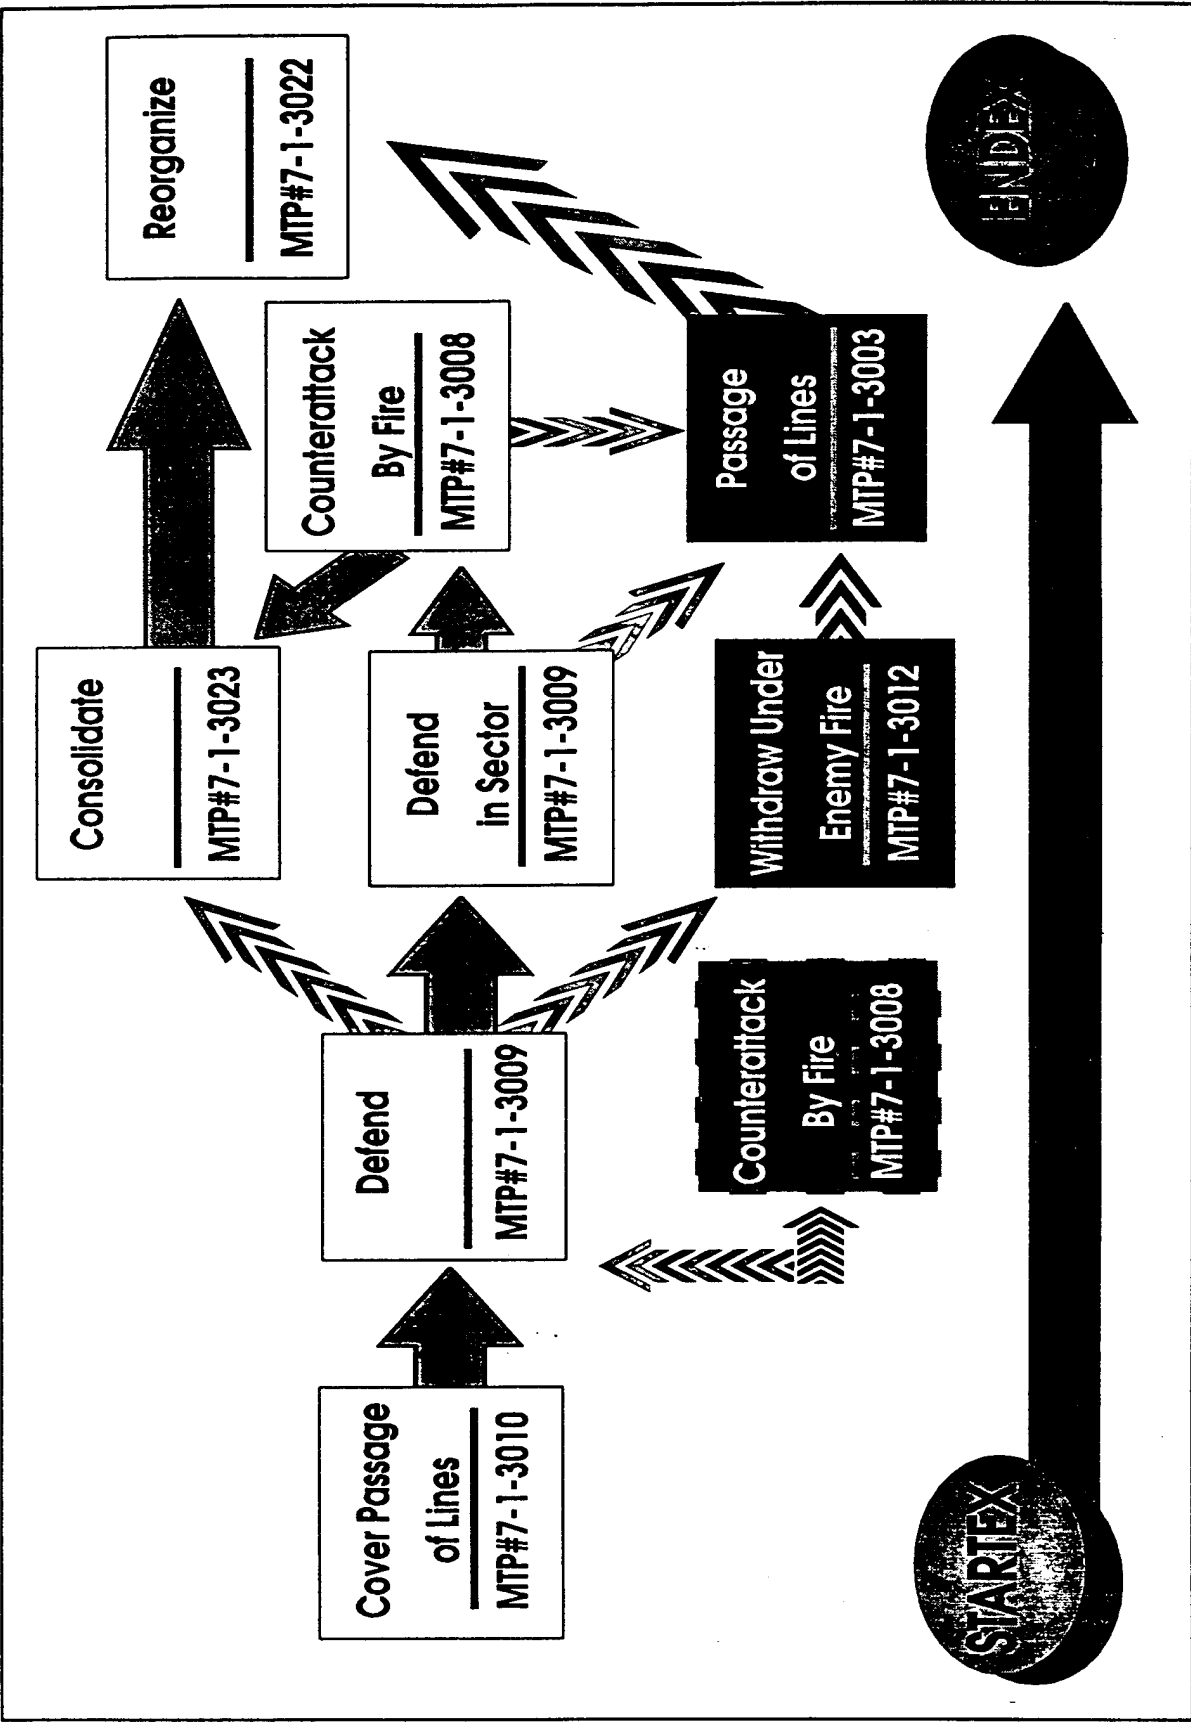 Cover Passage
of Lines
MTP#7-1-3010
Defend
MTP#7-1-3009
Consolidate
MTP#7-1-3023
Defend
in Sector
MTP#7-1-3009
Counterattack
By Fire
MTP#7-1-3008
Reorganize
MTP#7-1-3022
Counterattack
By Fire
MTP#7-1-3008
Withdraw Under
Enemy Fire
MTP#7-1-3012
Passage
of Lines
MTP#7-1-3003
STARTEX
ENDEX